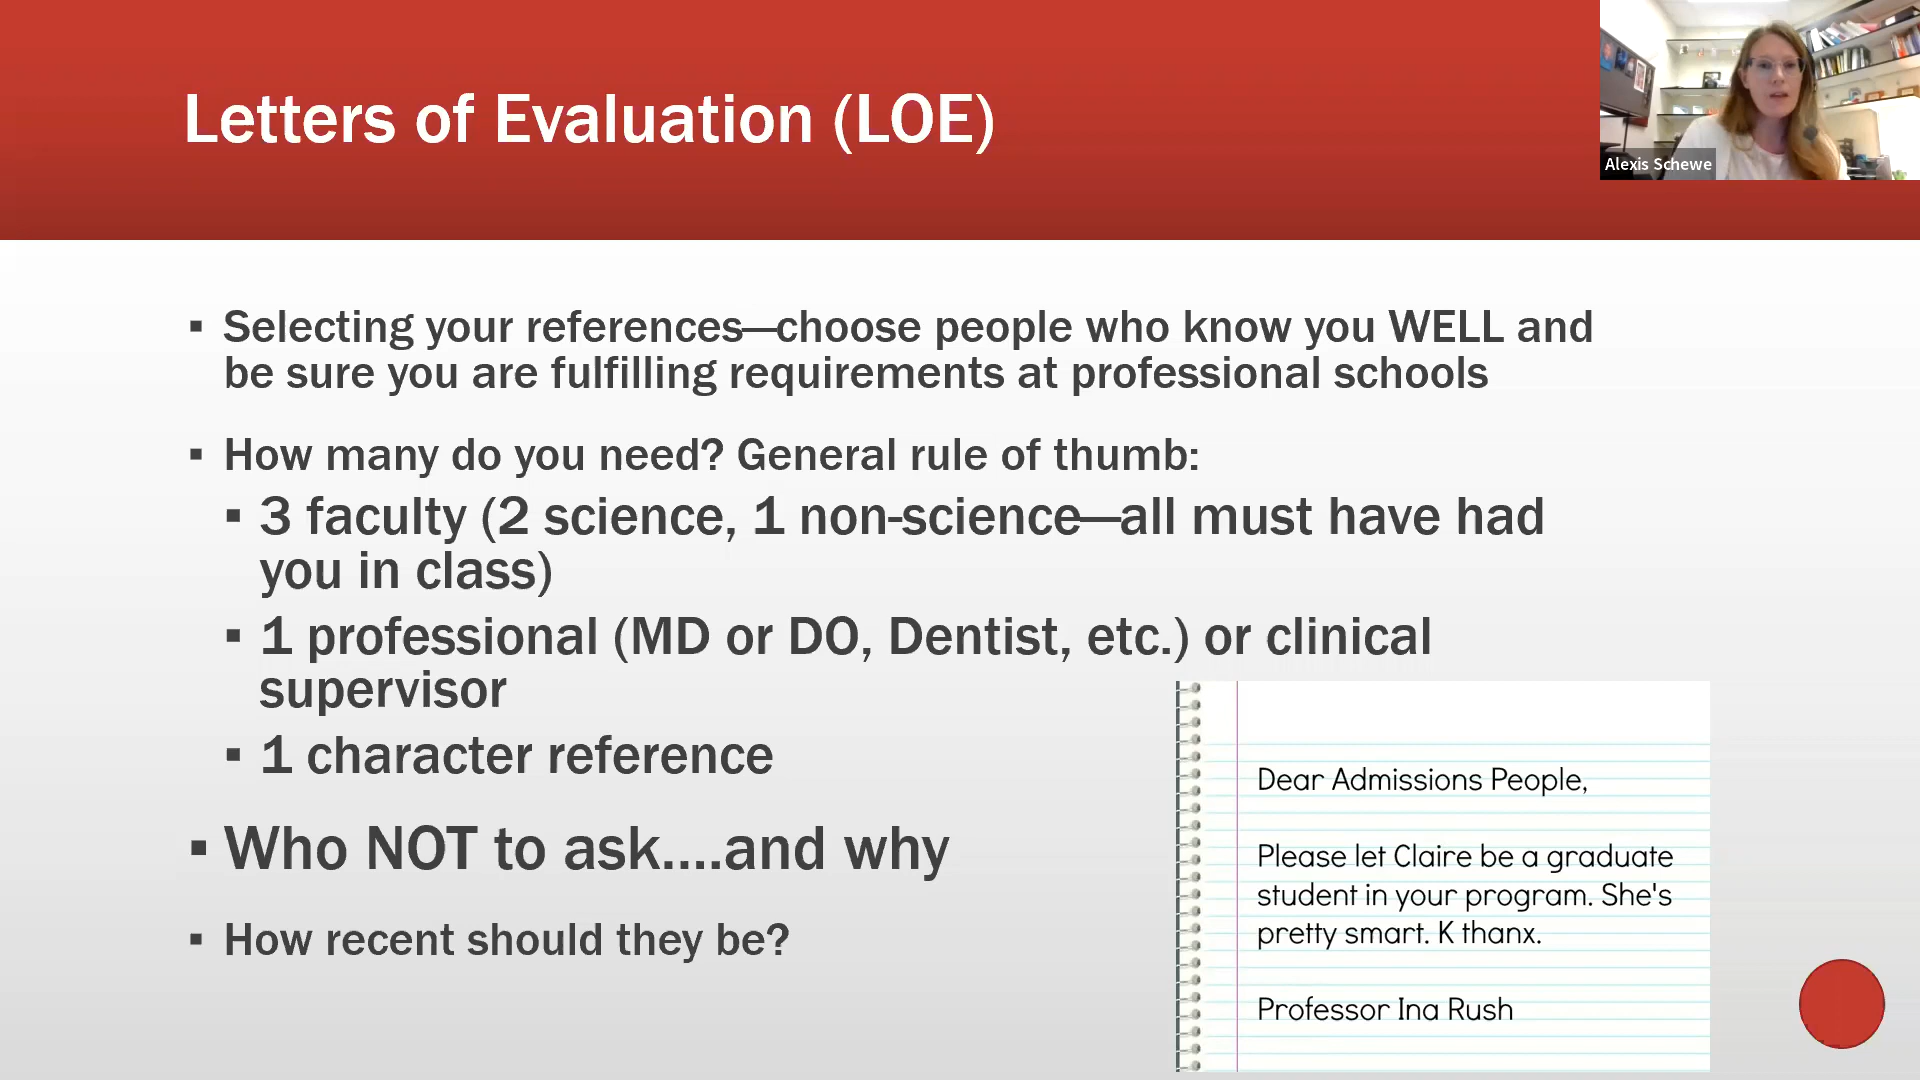 Letters of Evaluation (LOE)
Alexis Schewe
▪ Selecting your references—choose people who know you WELL and
be sure you are fulfilling requirements at professional schools
▪ How many do you need? General rule of thumb:
▪ 3 faculty (2 science, 1 non-science—all must have had
you in class)
▪ 1 professional (MD or DO, Dentist, etc.) or clinical
supervisor
▪ 1 character reference
▪ Who NOT to ask....and why
▪ How recent should they be?
Dear Admissions People,
Please let Claire be a graduate
student in your program. She's
pretty smart. K thanx.
Professor Ina Rush